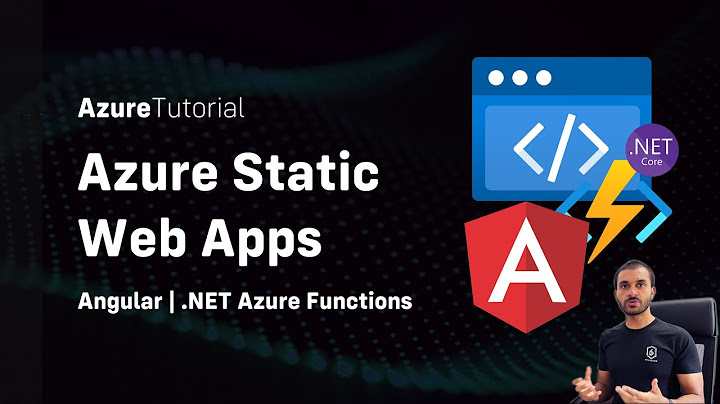 AzureTutorial
Azure Static
Web Apps
Angular | .NET Azure Functions
</>
.NET
Core
A